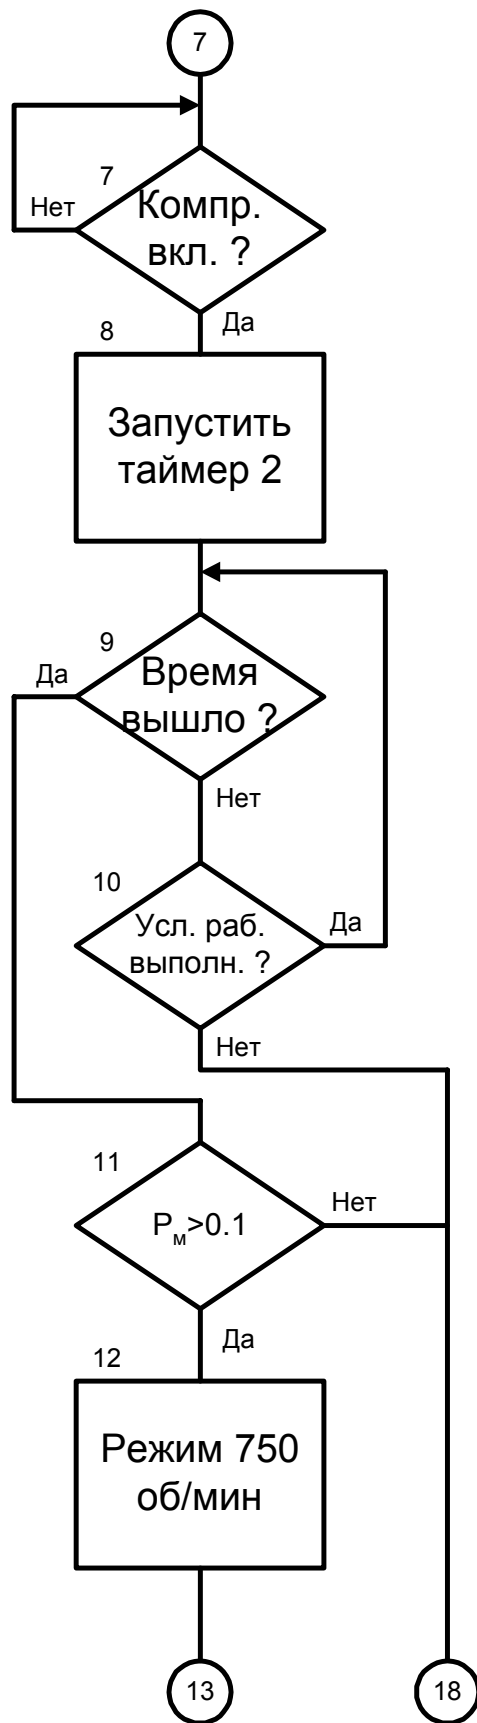 7
7
Нет
Компр.
вкл. ?
Да
8
Запустить
таймер 2
9
Да
Время
вышло ?
Нет
10
Усл. раб.
выполн. ?
Да
Нет
11
Pм>0.1
Нет
Да
12
Режим 750
об/мин
13
18